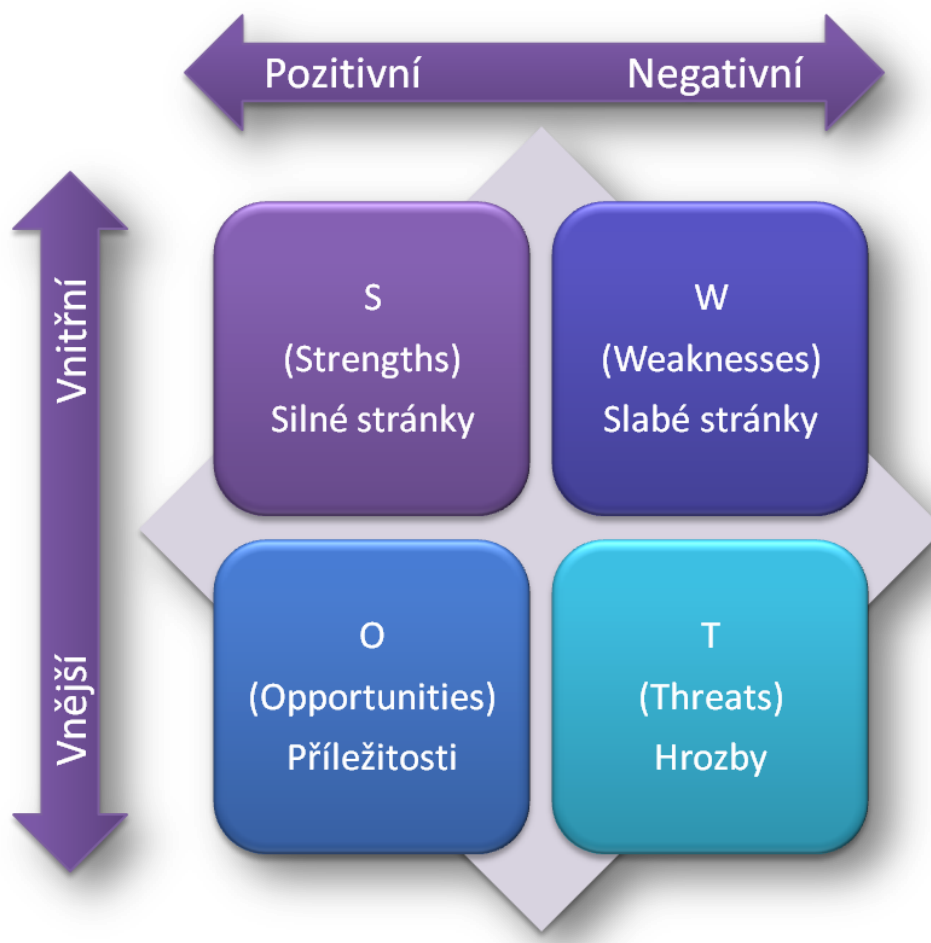 Pozitivní
Negativní
Vnitřní
Vnější
S
(Strengths)
Silné stránky
W
(Weaknesses)
Slabé stránky
O
(Opportunities)
Příležitosti
T
(Threats)
Hrozby